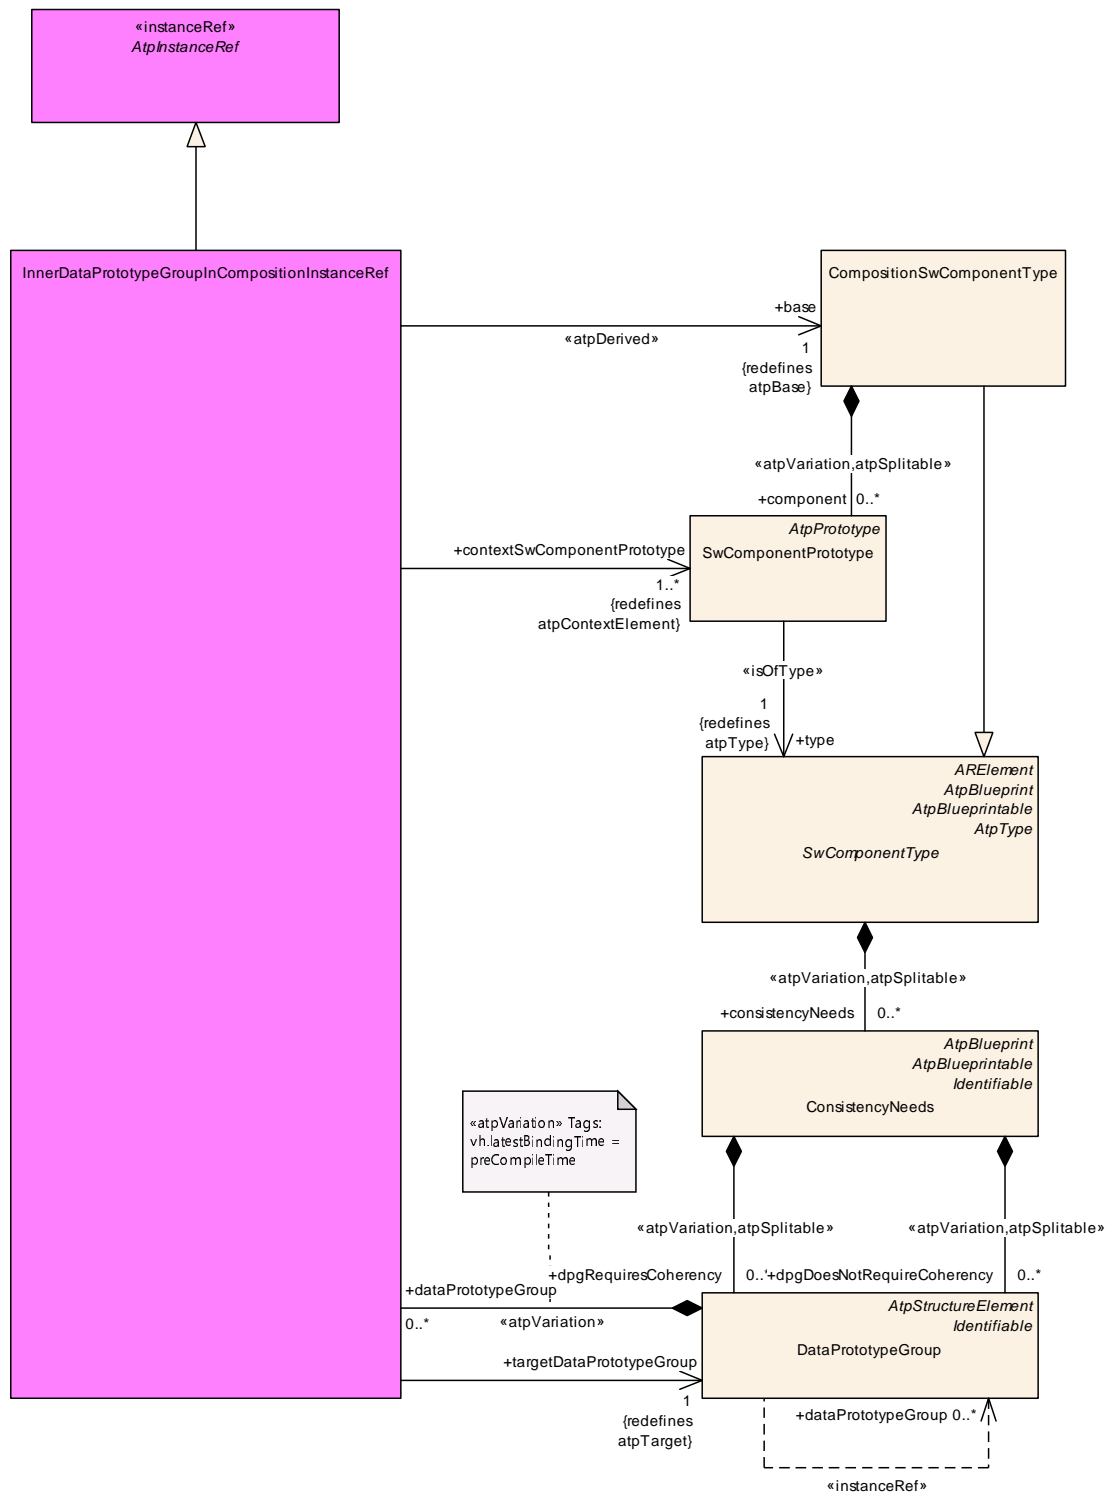 «instanceRef»
AtpInstanceRef
InnerDataPrototypeGroupInCompositionInstanceRef
CompositionSwComponentType
+base
«atpDerived»
1
{redefines
atpBase}
«atpVariation,atpSplitable»
+component 0..*
AtpPrototype
SwComponentPrototype
+contextSwComponentPrototype
1..*
{redefines
atpContextElement}
«isOfType»
1
{redefines
atpType}
+type
ARElement
AtpBlueprint
AtpBlueprintable
AtpType
SwComponentType
«atpVariation,atpSplitable»
+consistencyNeeds 0..*
AtpBlueprint
AtpBlueprintable
Identifiable
ConsistencyNeeds
«atpVariation» Tags:
vh.latestBindingTime =
preCompileTime
«atpVariation,atpSplitable»
«atpVariation,atpSplitable»
+dpgRequiresCoherency
0..*
+dpgDoesNotRequireCoherency
0..*
+dataPrototypeGroup
0..*
«atpVariation»
AtpStructureElement
Identifiable
DataPrototypeGroup
+targetDataPrototypeGroup
1
{redefines
atpTarget}
+dataPrototypeGroup 0..*
«instanceRef»